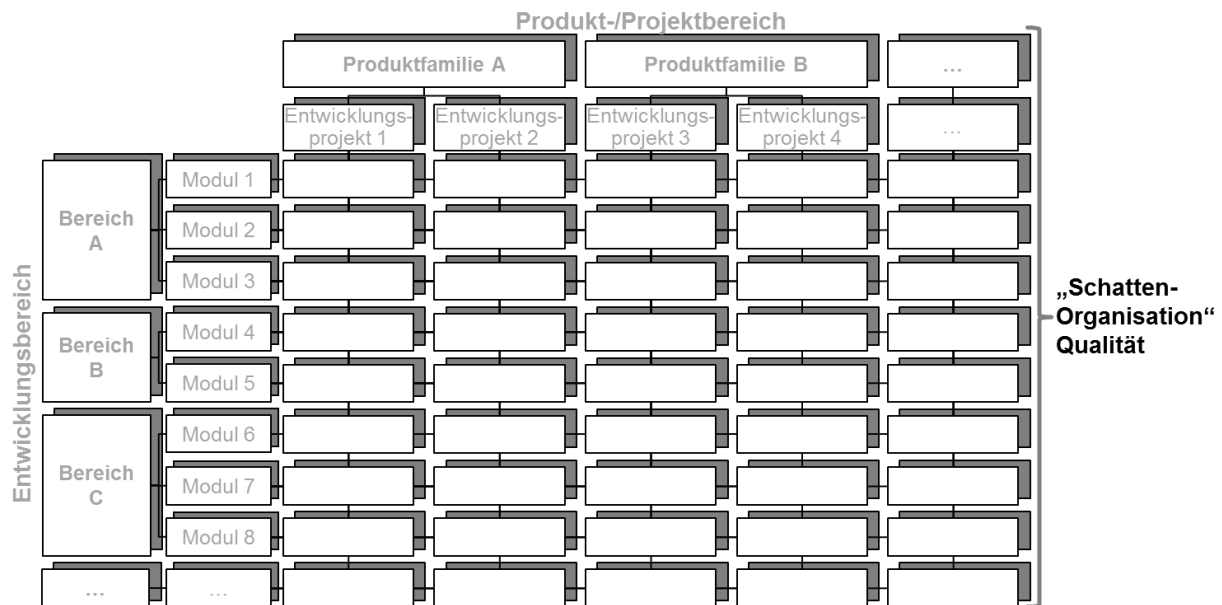 Produkt-/Projektbereich
Produktfamilie A
Produktfamilie B
...
Entwicklungs-
projekt 1
Entwicklungs-
projekt 2
Entwicklungs-
projekt 3
Entwicklungs-
projekt 4
...
Entwicklungsbereich
Bereich
A
Modul 1
Modul 2
Modul 3
Bereich
B
Modul 4
Modul 5
Bereich
C
Modul 6
Modul 7
Modul 8
...
...
„Schatten-
Organisation“
Qualität